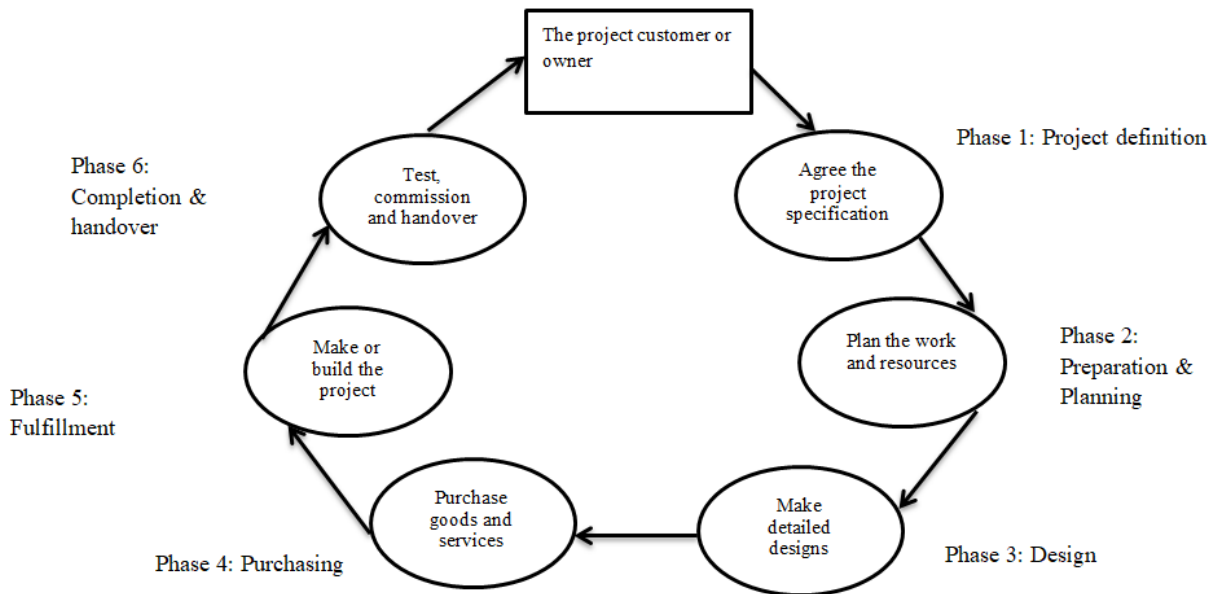 The project customer or
owner
Phase 1: Project definition
Agree the
project
specification
Phase 2:
Preparation &
Planning
Plan the work
and resources
Make
detailed
designs
Phase 3: Design
Purchase
goods and
services
Phase 4: Purchasing
Make or
build the
project
Phase 5:
Fulfillment
Test,
commission
and handover
Phase 6:
Completion &
handover